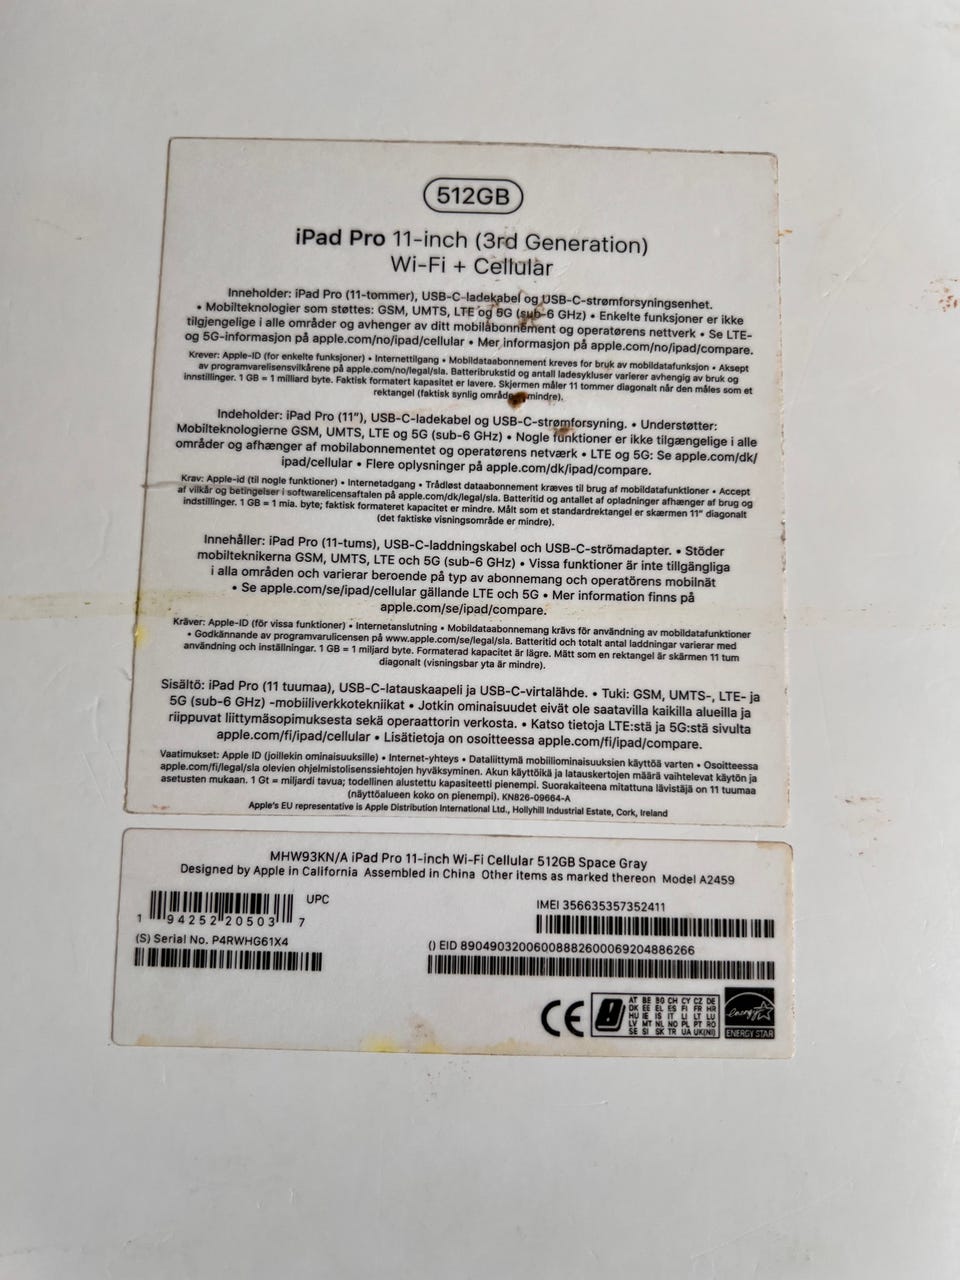 512GB
iPad Pro 11-inch (3rd Generation)
Wi-Fi + Cellular
Inneholder: iPad Pro (11-tommer), USB-C-ladekabel og USB-C-strømforsyningsenhet.
• Mobilteknologier som støttes: GSM, UMTS, LTE og 5G (sub-6 GHz) • Enkelte funksjoner er ikke
tilgjengelige i alle områder og avhenger av ditt mobilabonnement og operatørens nettverk • Se LTE-
og 5G-informasjon på apple.com/no/ipad/cellular • Mer informasjon på apple.com/no/ipad/compare.
Krever: Apple-ID (for enkelte funksjoner) • Internettilgang • Mobildataabonnement kreves for bruk av mobildatafunksjon • Aksept
av programvarelisensvilkårene på apple.com/no/legal/sla. Batteribrukstid og antall ladesykluser varierer avhengig av bruk og
innstillinger. 1 GB = 1 milliard byte. Faktisk formatert kapasitet er lavere. Skjermen måler 11 tommer diagonalt når den måles som et
rektangel (faktisk synlig område er mindre).
Indeholder: iPad Pro (11”), USB-C-ladekabel og USB-C-strømforsyning. • Understøtter:
Mobilteknologierne GSM, UMTS, LTE og 5G (sub-6 GHz) • Nogle funktioner er ikke tilgængelige i alle
områder og afhænger af mobilabonnementet og operatørens netværk • LTE og 5G: Se apple.com/dk/
ipad/cellular • Flere oplysninger på apple.com/dk/ipad/compare.
Krav: Apple-id (til nogle funktioner) • Internetadgang • Trådløst dataabonnement kræves til brug af mobildatafunktioner • Accept
af vilkår og betingelser i softwarelicensaftalen på apple.com/dk/legal/sla. Batteritid og antallet af opladninger afhænger af brug og
indstillinger. 1 GB = 1 mia. byte; faktisk formateret kapacitet er mindre. Målt som et standardrektangel er skærmen 11” diagonalt
(det faktiske visningsområde er mindre).
Innehåller: iPad Pro (11-tums), USB-C-laddningskabel och USB-C-strömadapter. • Stöder
mobilteknikerna GSM, UMTS, LTE och 5G (sub-6 GHz) • Vissa funktioner är inte tillgängliga
i alla områden och varierar beroende på typ av abonnemang och operatörens mobilnät
• Se apple.com/se/ipad/cellular gällande LTE och 5G • Mer information finns på
apple.com/se/ipad/compare.
Kräver: Apple-ID (för vissa funktioner) • Internetanslutning • Mobildataabonnemang krävs för användning av mobildatafunktioner
• Godkännande av programvarulicensen på www.apple.com/se/legal/sla. Batteritid och totalt antal laddningar varierar med
användning och inställningar. 1 GB = 1 miljard byte. Formaterad kapacitet är lägre. Mätt som en rektangel är skärmen 11 tum
diagonalt (visningsbar yta är mindre).
Sisältö: iPad Pro (11 tuumaa), USB-C-latauskaapeli ja USB-C-virtalähde. • Tuki: GSM, UMTS-, LTE- ja
5G (sub-6 GHz) -mobiiliverkkotekniikat • Jotkin ominaisuudet eivät ole saatavilla kaikilla alueilla ja
riippuvat liittymäsopimuksesta sekä operaattorin verkosta. • Katso tietoja LTE:stä ja 5G:stä sivulta
apple.com/fi/ipad/cellular • Lisätietoja on osoitteessa apple.com/fi/ipad/compare.
Vaatimukset: Apple ID (joillekin ominaisuuksille) • Internet-yhteys • Dataliittymä mobiiliominaisuuksien käyttöä varten • Osoitteessa
apple.com/fi/legal/sla olevien ohjelmistolisenssiehtojen hyväksyminen. Akun käyttöikä ja latauskertojen määrä vaihtelevat käytön ja
asetusten mukaan. 1 Gt = miljardi tavua; todellinen alustettu kapasiteetti pienempi. Suorakaiteena mitattuna lävistäjä on 11 tuumaa
(näyttöalueen koko on pienempi). KN826-09664-A
Apple's EU representative is Apple Distribution International Ltd., Hollyhill Industrial Estate, Cork, Ireland
MHW93KN/A iPad Pro 11-inch Wi-Fi Cellular 512GB Space Gray
Designed by Apple in California Assembled in China Other items as marked thereon Model A2459
UPC
1 94252 20503 7
IMEI 356635357352411
(S) Serial No. P4RWHG61X4
() EID 89049032006008882600069204886266
CE
AT BE BG CH CY CZ DE
DK EE EL ES FI FR HR
HU IE IS IT LI LT LU
LV MT NL NO PL PT RO
SE SI SK TR UA UK(NI)
energy
ENERGY STAR